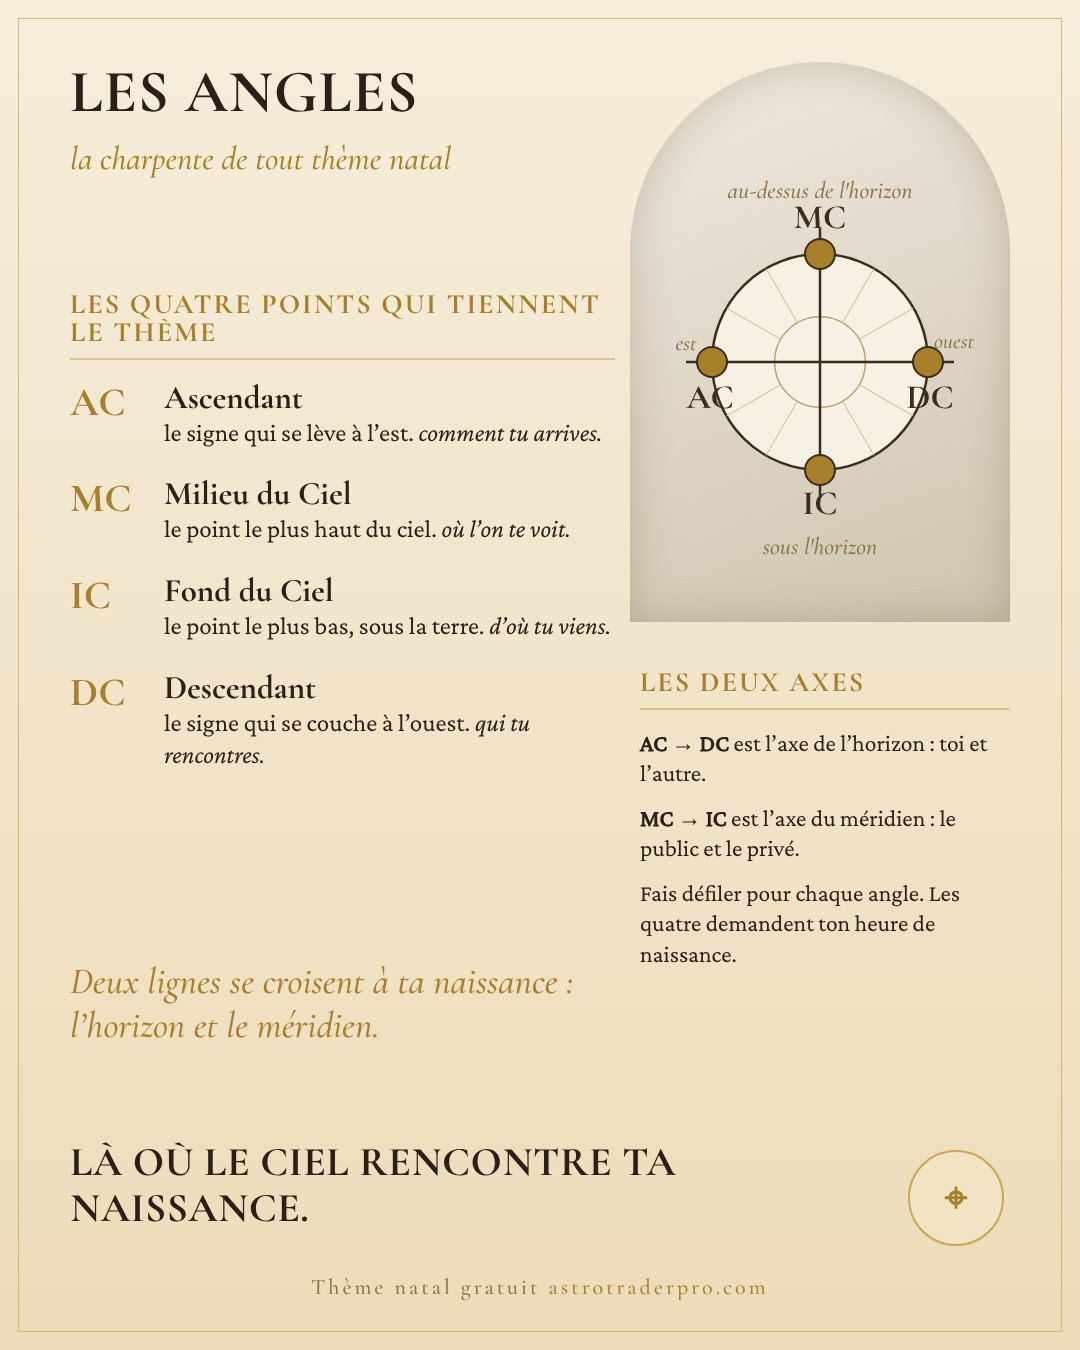 LES ANGLES
la charpente de tout thème natal
au-dessus de l'horizon
MC
est
ouest
AC
DC
IC
sous l'horizon
LES QUATRE POINTS QUI TIENNENT
LE THÈME
AC
Ascendant
le signe qui se lève à l’est. comment tu arrives.
MC
Milieu du Ciel
le point le plus haut du ciel. où l’on te voit.
IC
Fond du Ciel
le point le plus bas, sous la terre. d’où tu viens.
DC
Descendant
le signe qui se couche à l’ouest. qui tu
rencontres.
LES DEUX AXES
AC → DC est l’axe de l’horizon : toi et
l’autre.
MC → IC est l’axe du méridien : le
public et le privé.
Fais défiler pour chaque angle. Les
quatre demandent ton heure de
naissance.
Deux lignes se croisent à ta naissance :
l’horizon et le méridien.
LÀ OÙ LE CIEL RENCONTRE TA
NAISSANCE.
Thème natal gratuit astrotraderpro.com